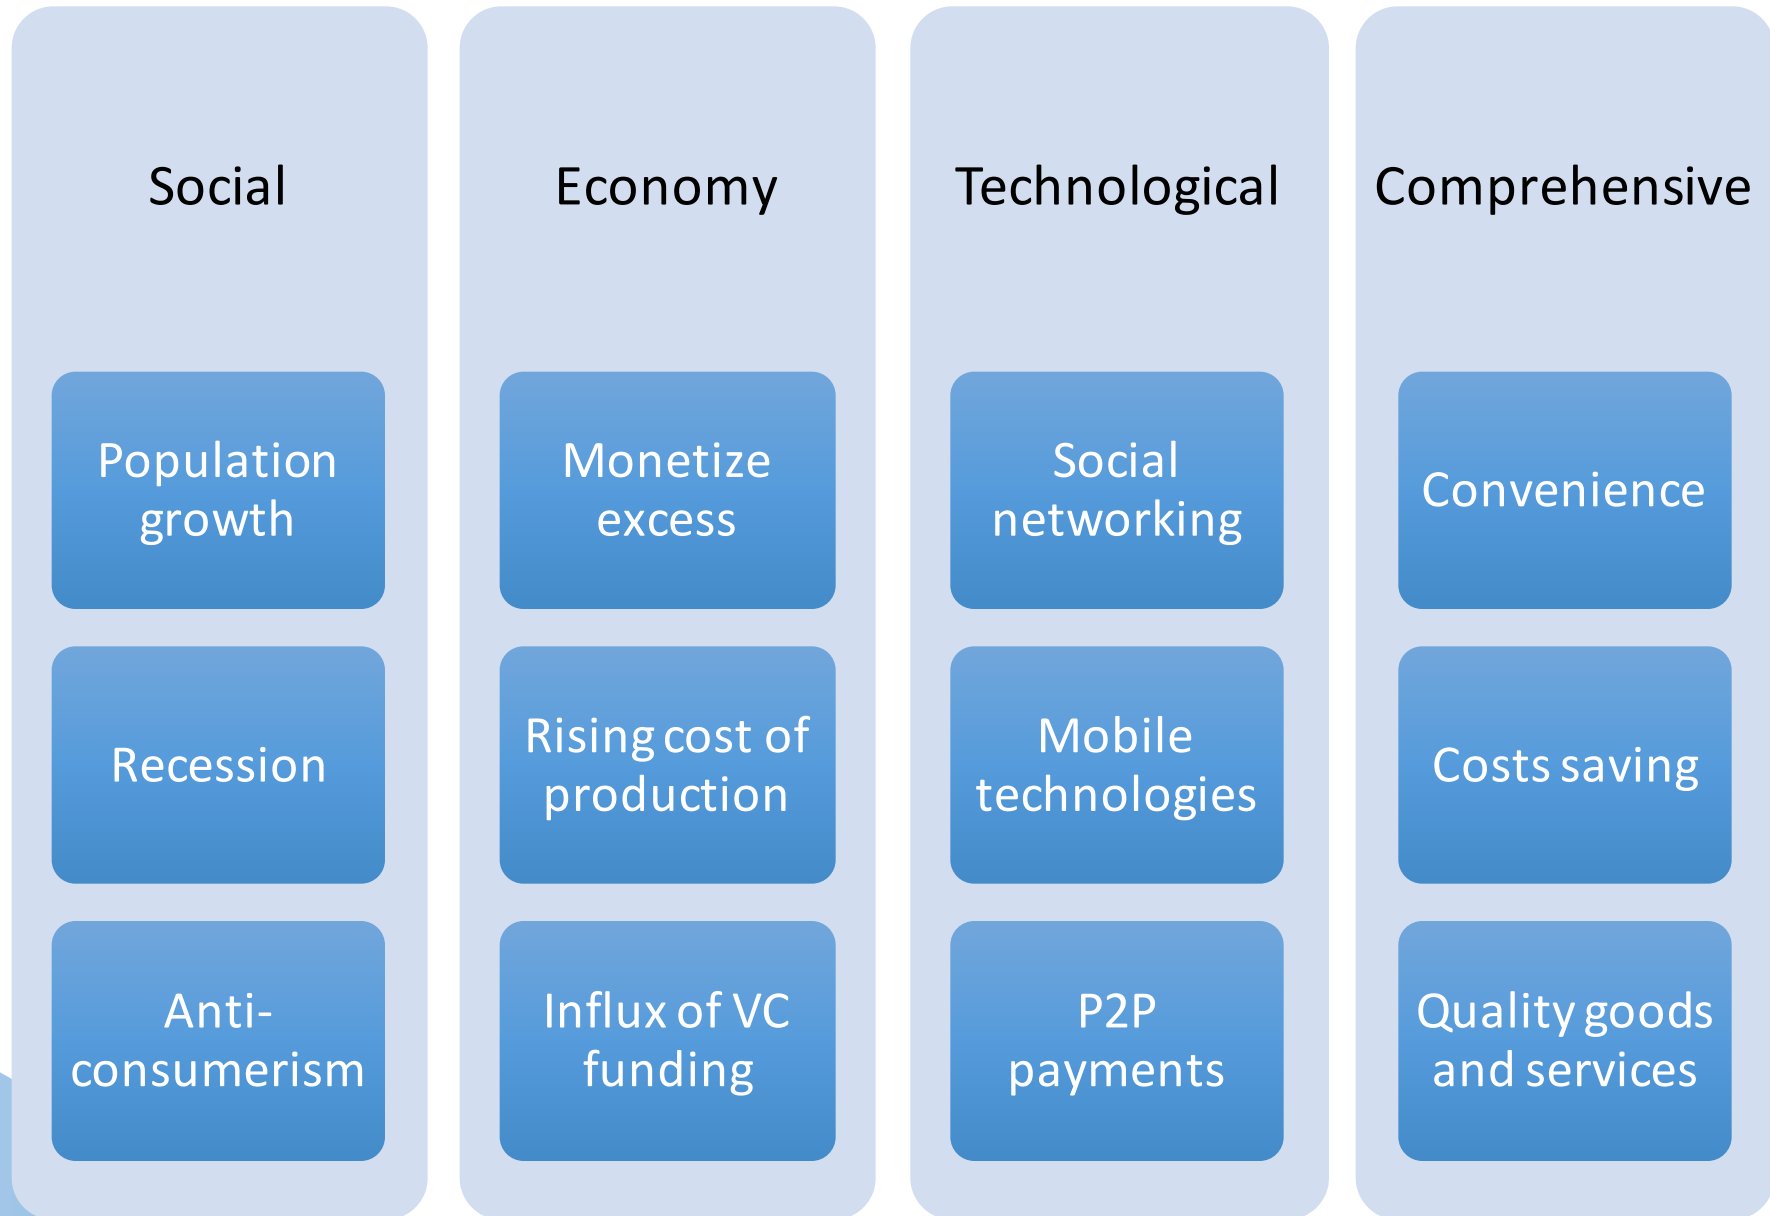 Social
Population
growth
Recession
Anti-
consumerism
Economy
Monetize
excess
Rising cost of
production
Influx of VC
funding
Technological
Social
networking
Mobile
technologies
P2P
payments
Comprehensive
Convenience
Costs saving
Quality goods
and services